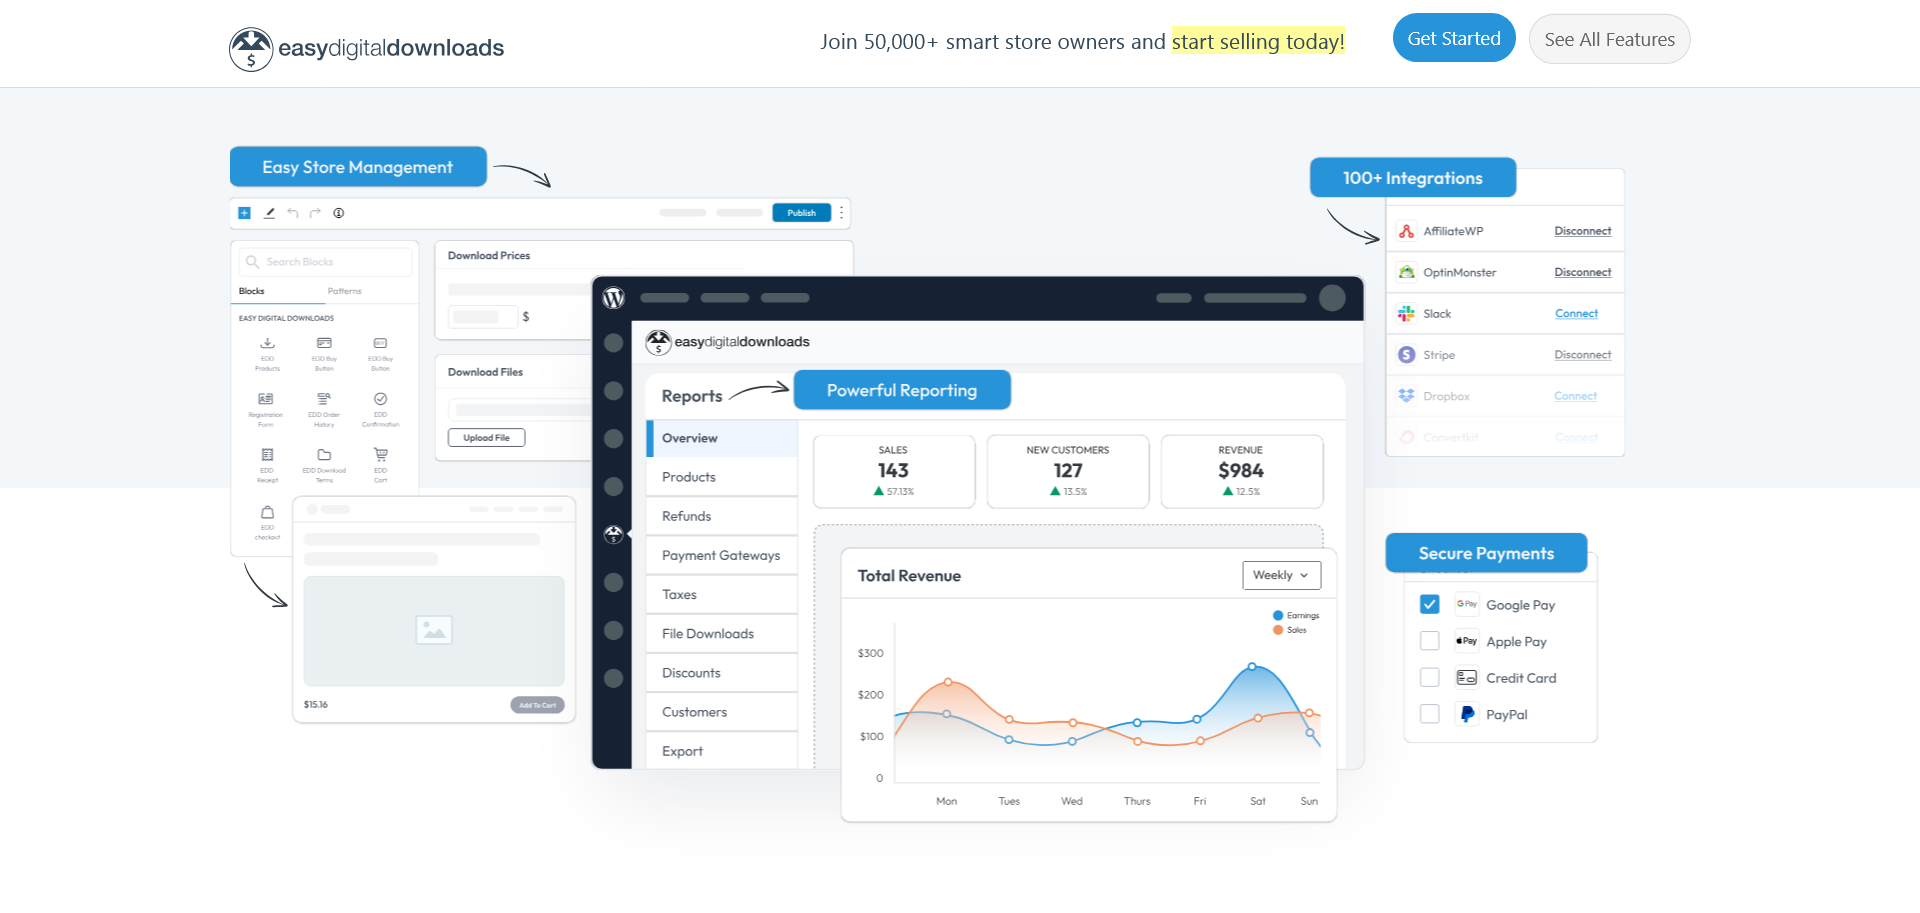 easydigitaldownloads
Join 50,000+ smart store owners and start selling today!
Get Started
See All Features
Easy Store Management
Publish
Search Blocks
Blocks
Patterns
EASY DIGITAL DOWNLOADS
EDD
Products
EDD Buy
Button
EDD Buy
Button
Registration
Form
EDD Order
History
EDD
Confirmation
EDD
Receipt
EDD Download
Terms
EDD
Cart
EDD
checkout
Download Prices
$
Download Files
Upload File
$15.16
Add To Cart
easydigitaldownloads
Reports
Powerful Reporting
Overview
Products
Refunds
Payment Gateways
Taxes
File Downloads
Discounts
Customers
Export
SALES
143
57.13%
NEW CUSTOMERS
127
13.5%
REVENUE
$984
12.5%
Total Revenue
Weekly
Earnings
Sales
$300
$200
$100
0
Mon
Tues
Wed
Thurs
Fri
Sat
Sun
100+ Integrations
AffiliateWP
Disconnect
OptinMonster
Disconnect
Slack
Connect
Stripe
Disconnect
Dropbox
Connect
Convertkit
Connect
Secure Payments
G Pay
Google Pay
Pay
Apple Pay
Credit Card
PayPal